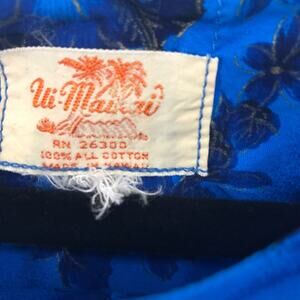 Ui-Maikai
RN 26300
100% ALL COTTON
MADE IN HAWAII